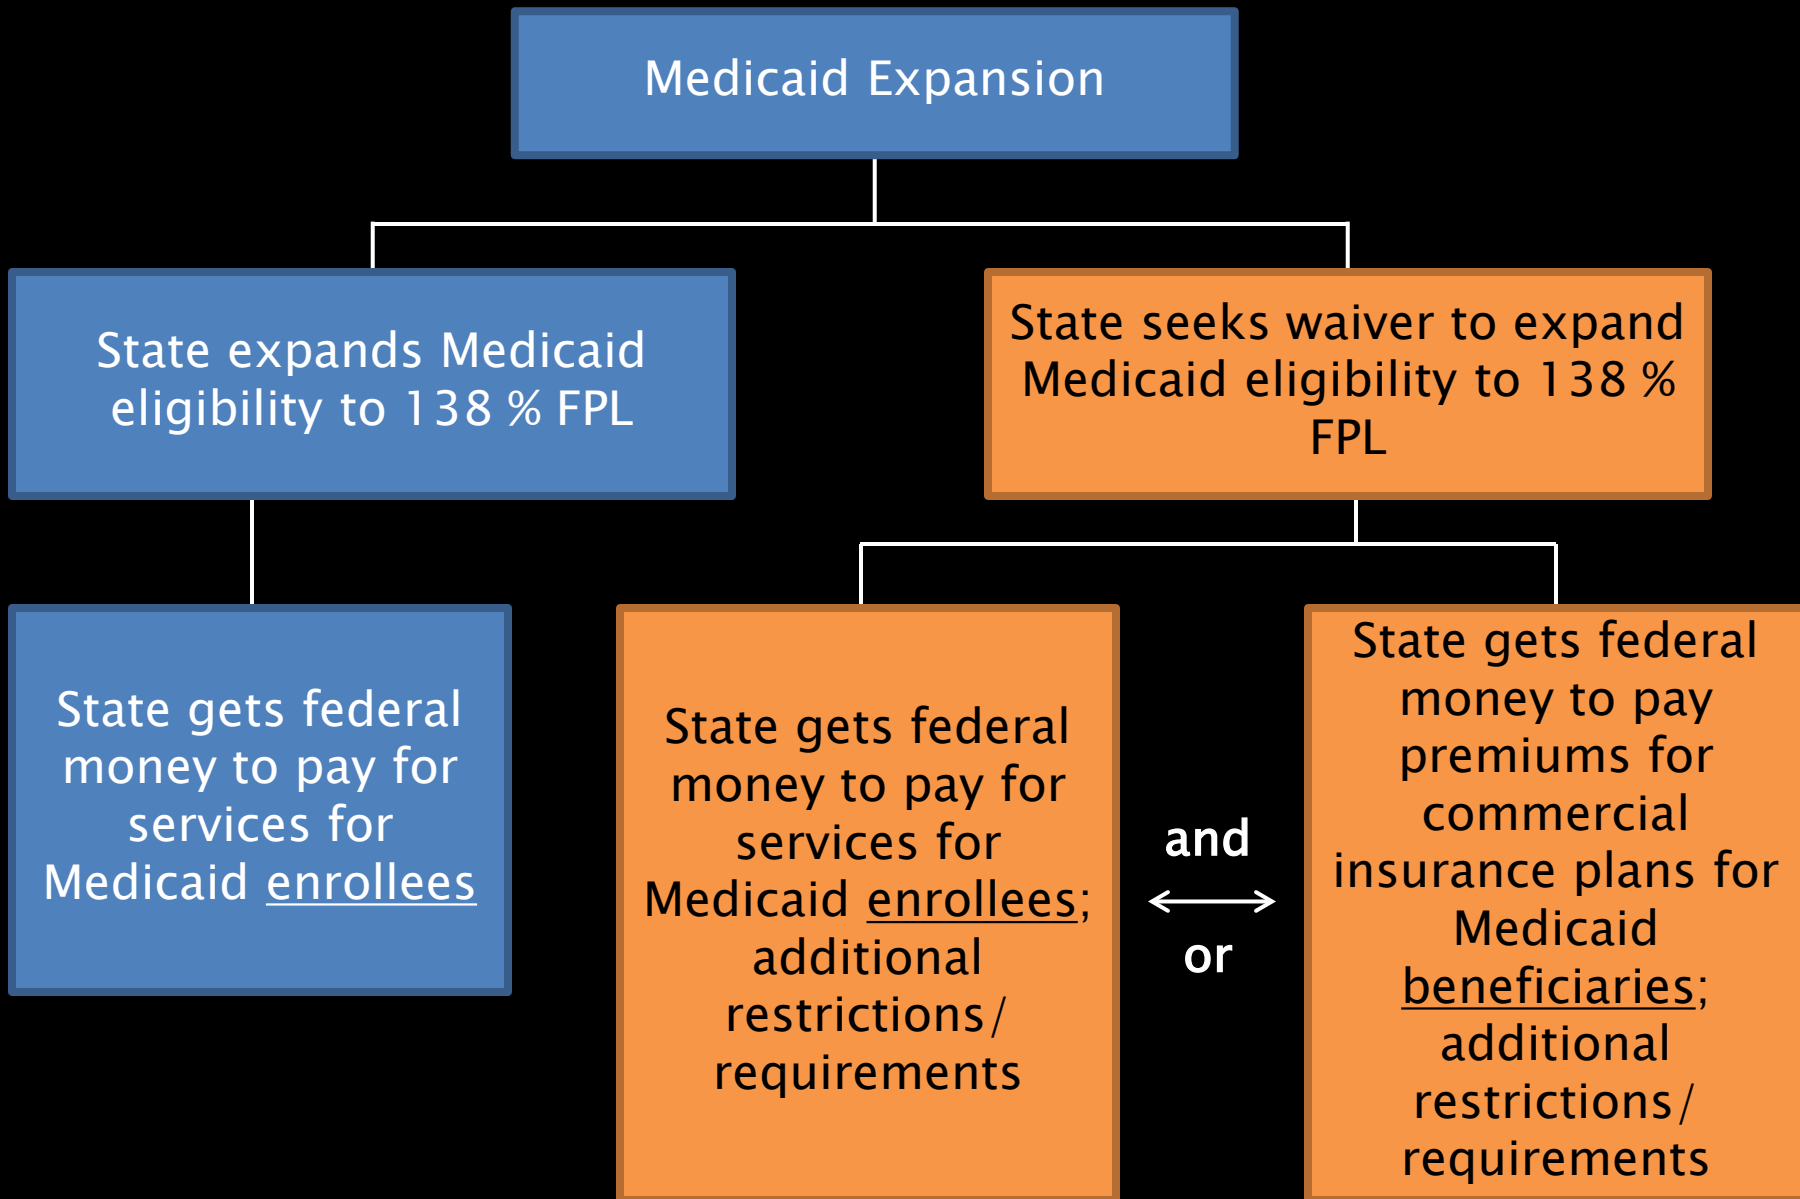 Medicaid Expansion
State expands Medicaid
eligibility to 138 % FPL
State seeks waiver to expand
Medicaid eligibility to 138 %
FPL
State gets federal
money to pay for
services for
Medicaid enrollees
State gets federal
money to pay for
services for
Medicaid enrollees;
additional
restrictions/
requirements
and
or
State gets federal
money to pay
premiums for
commercial
insurance plans for
Medicaid
beneficiaries;
additional
restrictions/
requirements